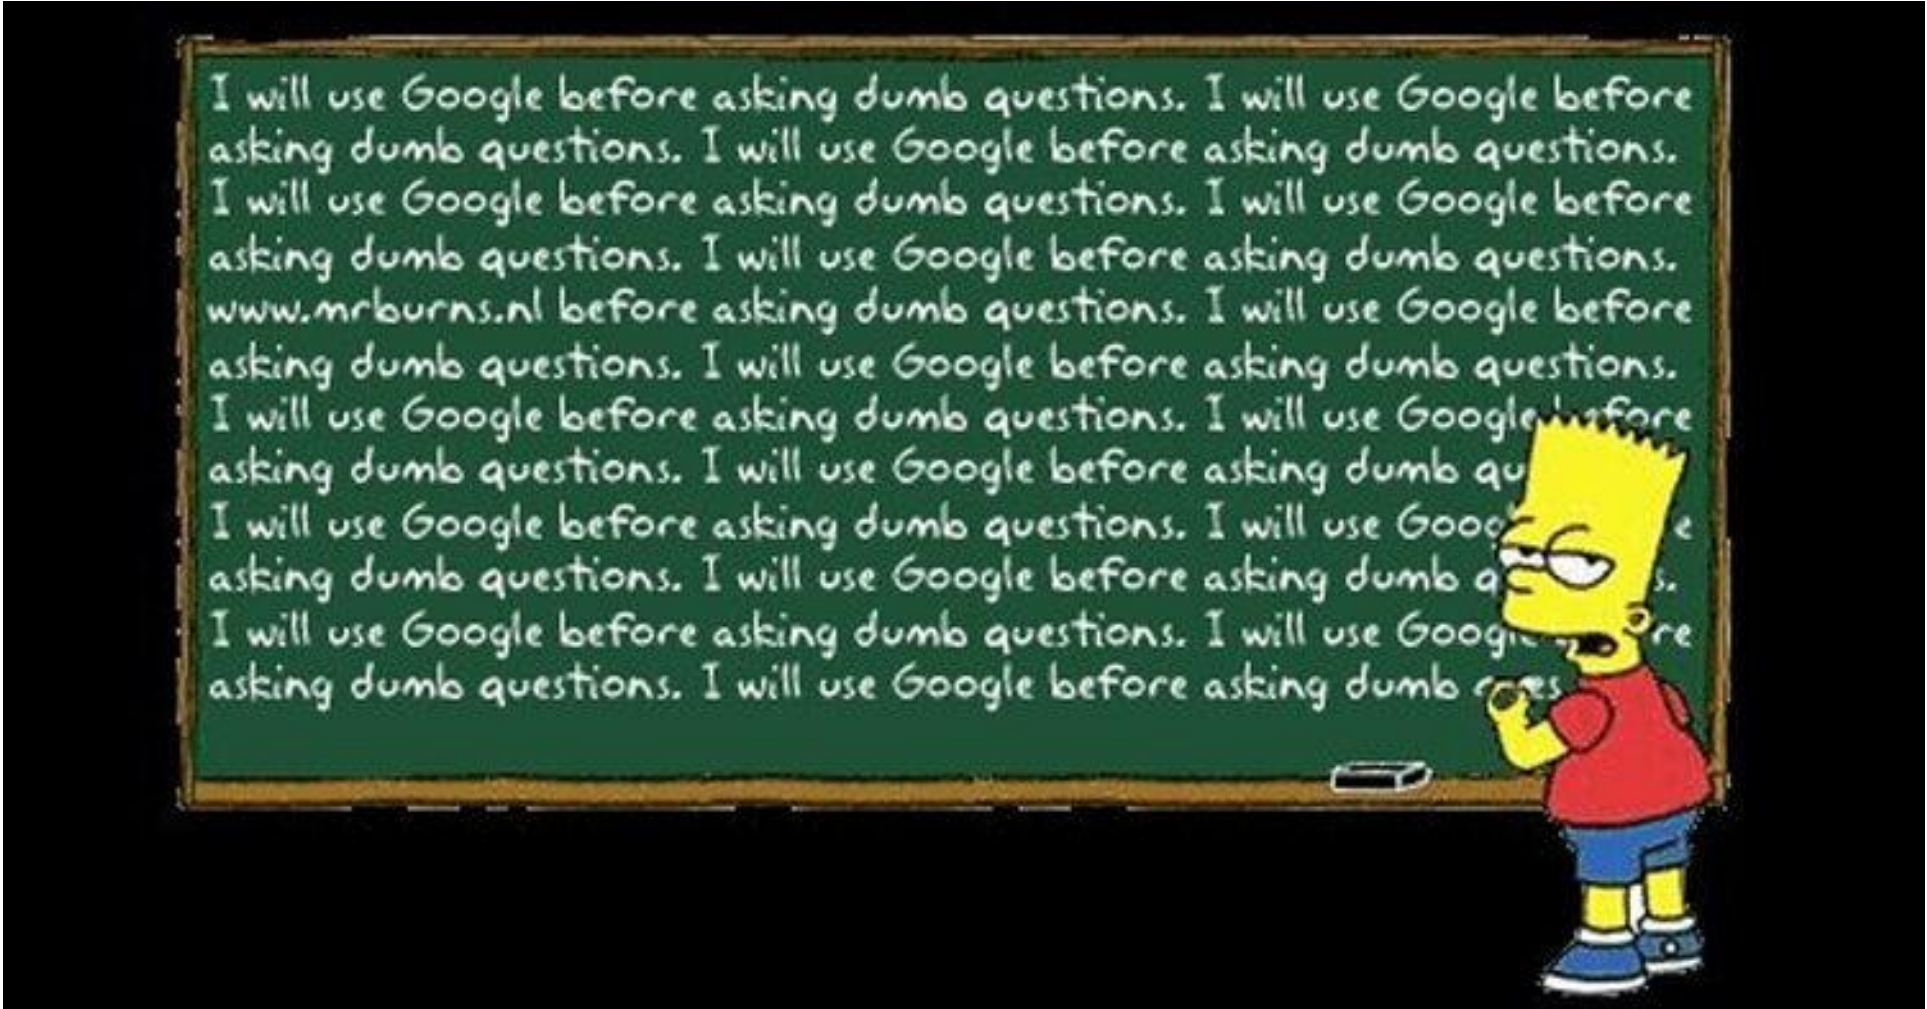 I will use Google before asking dumb questions. I will use Google before
asking dumb questions. I will use Google before asking dumb questions.
I will use Google before asking dumb questions. I will use Google before
asking dumb questions. I will use Google before asking dumb questions.
www.mrburns.nl before asking dumb questions. I will use Google before
asking dumb questions. I will use Google before asking dumb questions.
I will use Google before asking dumb questions. I will use Google before
asking dumb questions. I will use Google before asking dumb
I will use Google before asking dumb questions. I will use
asking dumb questions. I will use Google before asking dumb
I will use Google before asking dumb questions. I will use
asking dumb questions. I will use Google before asking dumb